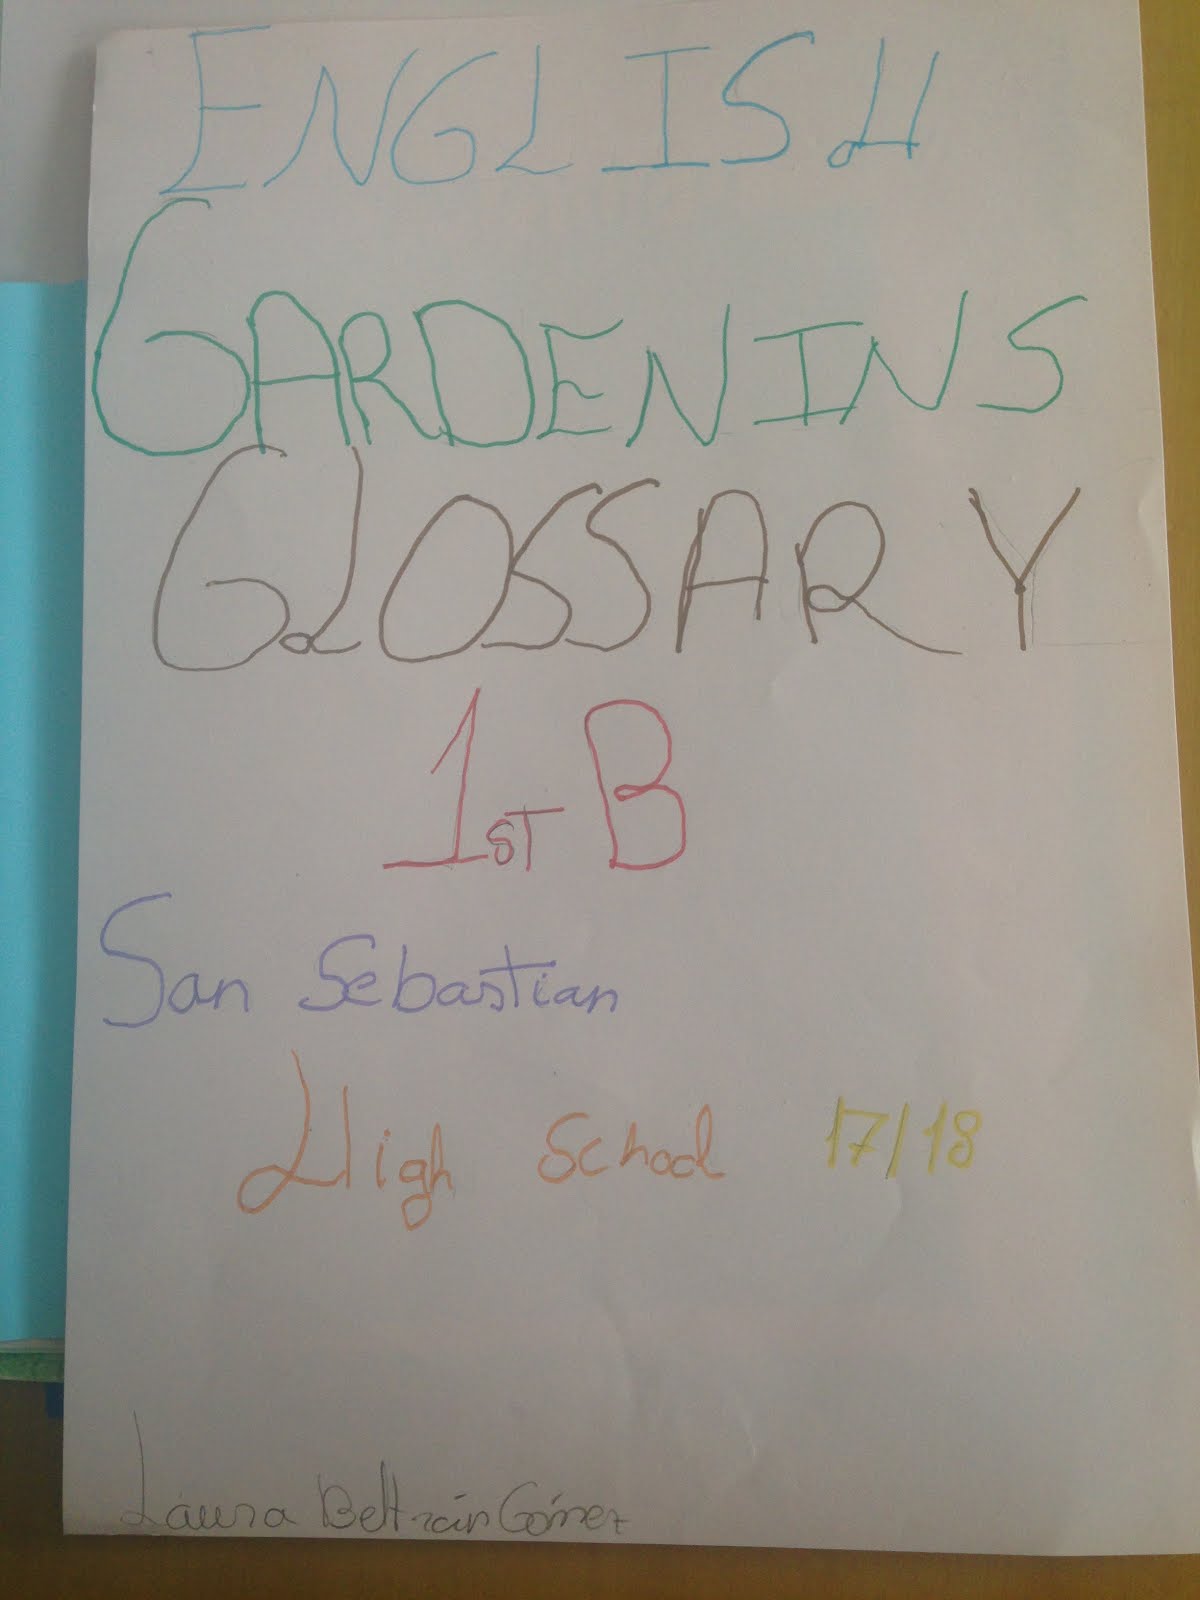 ENGLISH
GARDENINS
GLOSSARY
1ST B
San Sebastian
High School 17/18
Laura Beltrán Gómez